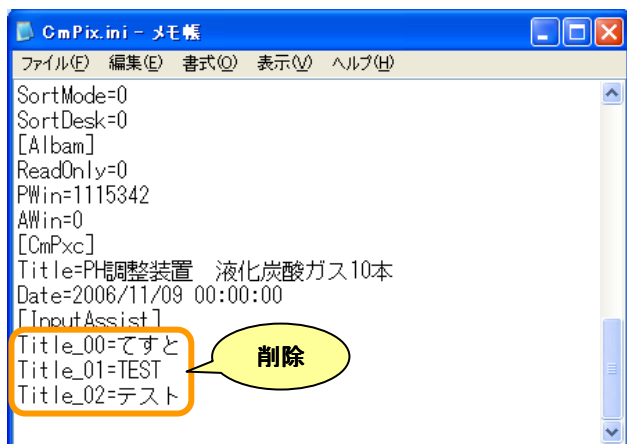 CmPix.ini - メモ帳
ファイル(F) 編集(E) 書式(O) 表示(V) ヘルプ(H)
SortMode=0
SortDesk=0
[Albam]
ReadOnly=0
PWin=1115342
AWin=0
[CmPxc]
Title=PH調整装置　液化炭酸ガス10本
Date=2006/11/09 00:00:00
[InputAssist]
Title_00=てすと
Title_01=TEST
Title_02=テスト
削除